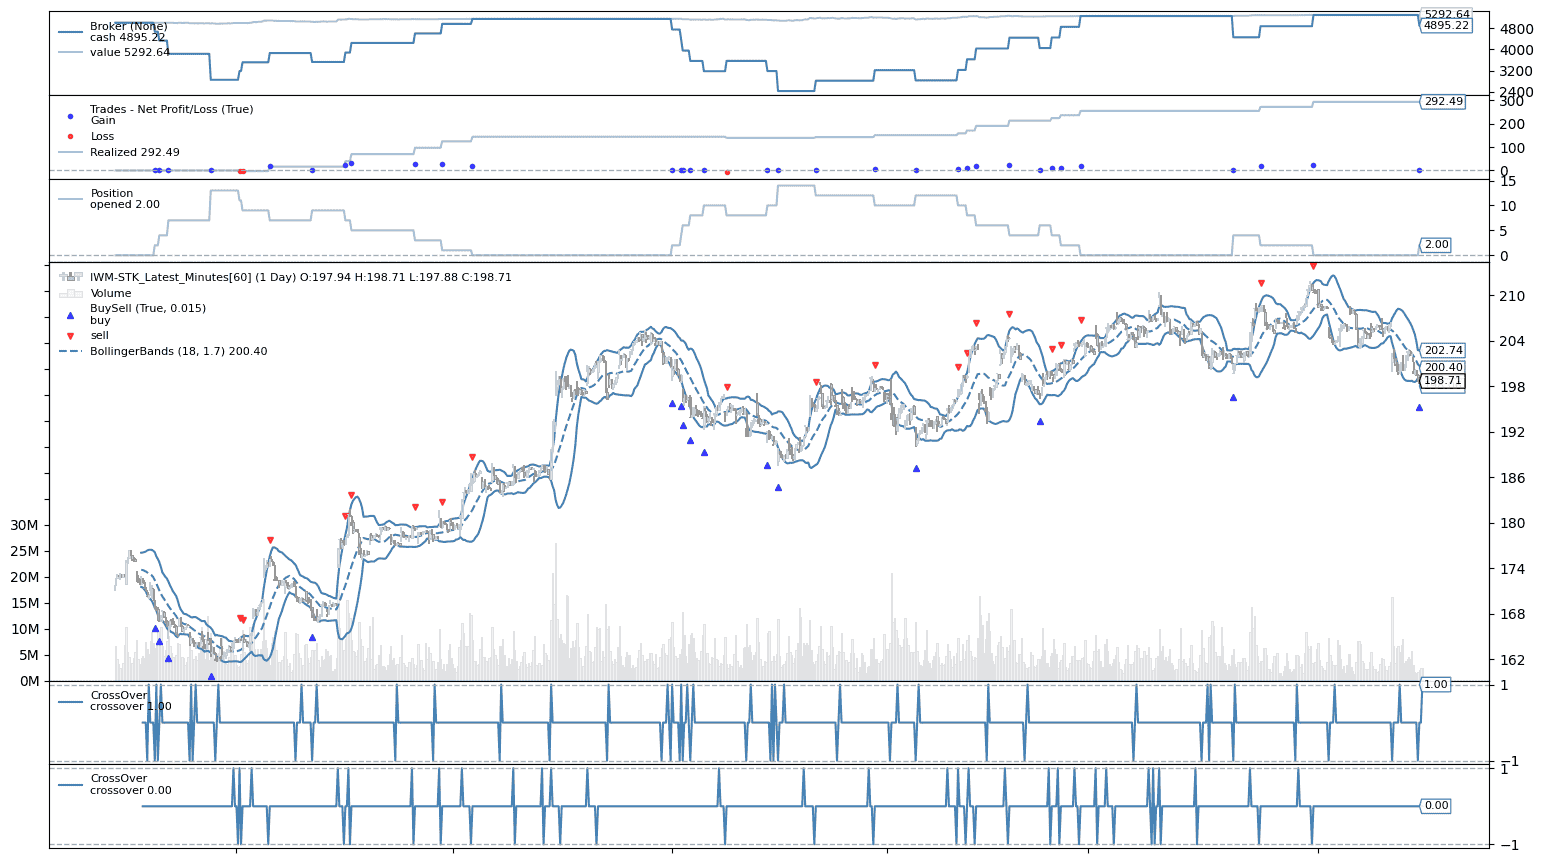 Broker (None)
cash 4895.22
value 5292.64
5292.64
4895.22
4800
4000
3200
2400
Trades - Net Profit/Loss (True)
Gain
Loss
Realized 292.49
292.49
300
200
100
0
Position
opened 2.00
2.00
15
10
5
0
IWM-STK_Latest_Minutes[60] (1 Day) O:197.94 H:198.71 L:197.88 C:198.71
Volume
BuySell (True, 0.015)
buy
sell
BollingerBands (18, 1.7) 200.40
210
204
202.74
200.40
198.71
198
192
186
180
174
168
162
30M
25M
20M
15M
10M
5M
0M
CrossOver
crossover 1.00
1.00
1
−1
CrossOver
crossover 0.00
0.00
1
−1